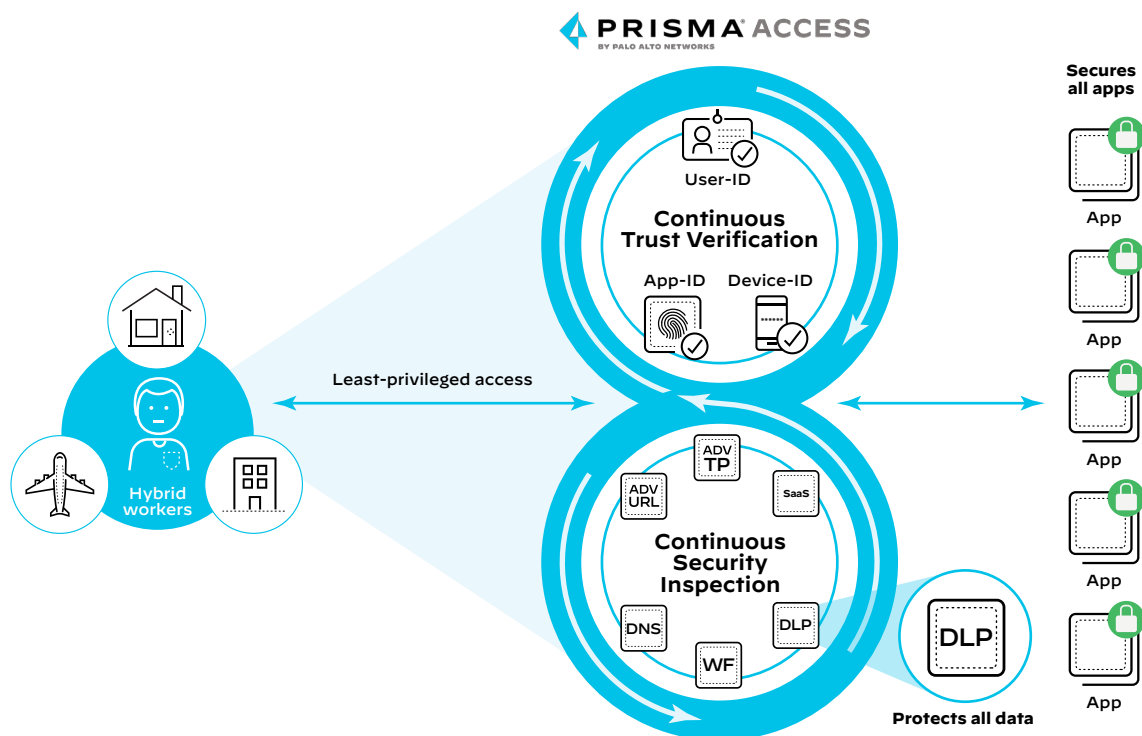 PRISMA® ACCESS
BY PALO ALTO NETWORKS
Secures
all apps
User-ID
Continuous
Trust Verification
App-ID
Device-ID
******
App
App
App
App
App
Least-privileged access
Hybrid
workers
ADV
TP
ADV
URL
SaaS
Continuous
Security
Inspection
DNS
DLP
WF
DLP
Protects all data